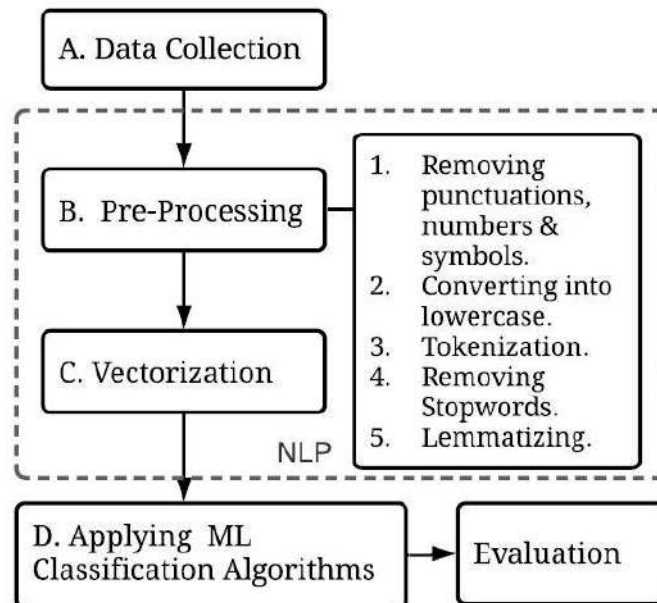 A. Data Collection
B. Pre-Processing
1. Removing
punctuations,
numbers &
symbols.
2. Converting into
lowercase.
3. Tokenization.
4. Removing
Stopwords.
5. Lemmatizing.
C. Vectorization
NLP
D. Applying ML
Classification Algorithms
Evaluation